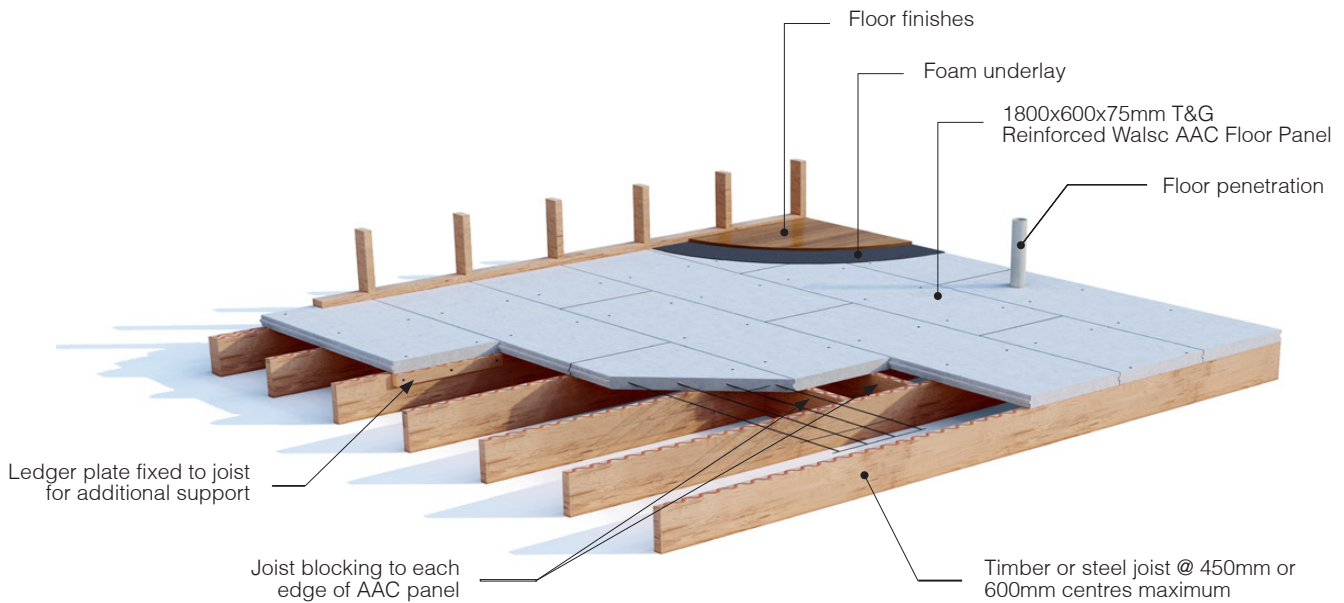 Floor finishes
Foam underlay
1800x600x75mm T&G
Reinforced Walsc AAC Floor Panel
Floor penetration
Ledger plate fixed to joist
for additional support
Joist blocking to each
edge of AAC panel
Timber or steel joist @ 450mm or
600mm centres maximum